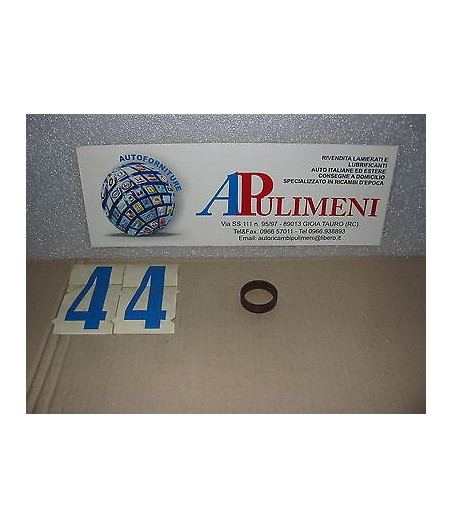 AUTOFORNITURE
RIVENDITA LAMIERATI E
LUBRIFICANTI
AUTO ITALIANE ED ESTERE
CONSEGNE A DOMICILIO
SPECIALIZZATO IN RICAMBI D'EPOCA
APULIMENI
Via SS 111 n. 95/97 - 89013 GIOIA TAURO (RC)
Tel&Fax. 0966 57011 - Tel 0966.938893
Email: autoricambipulimeni@libero.it
44